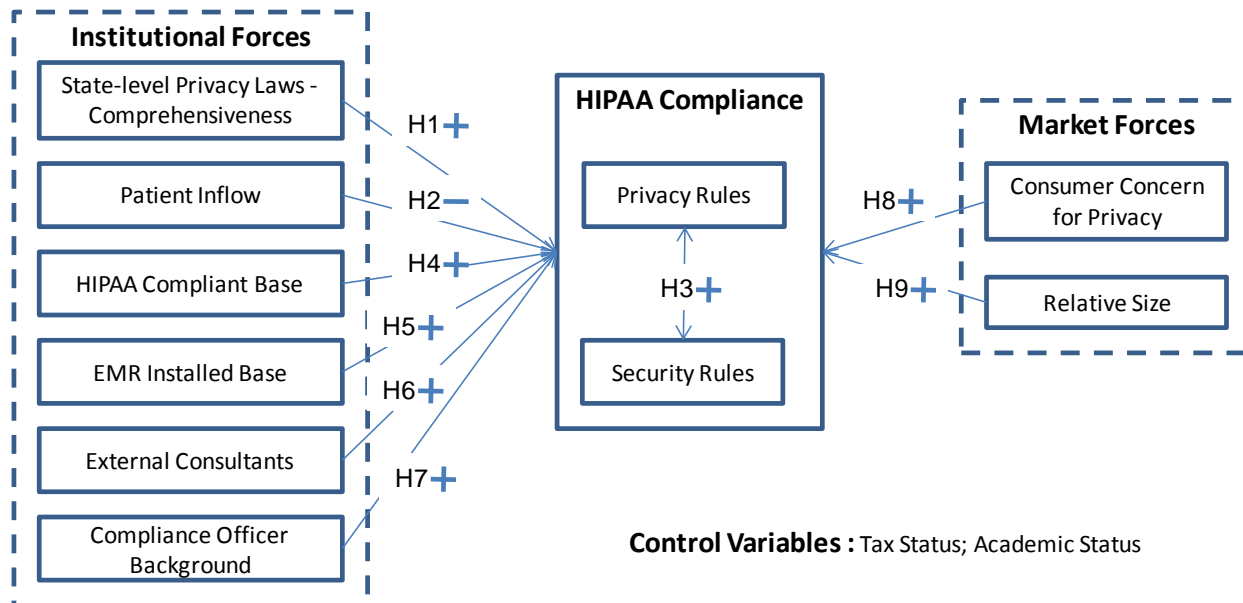 Institutional Forces
State-level Privacy Laws -
Comprehensiveness
Patient Inflow
HIPAA Compliant Base
EMR Installed Base
External Consultants
Compliance Officer
Background
H1+
H2−
H4+
H5+
H6+
H7+
HIPAA Compliance
Privacy Rules
H3+
Security Rules
H8+
H9+
Market Forces
Consumer Concern
for Privacy
Relative Size
Control Variables : Tax Status; Academic Status